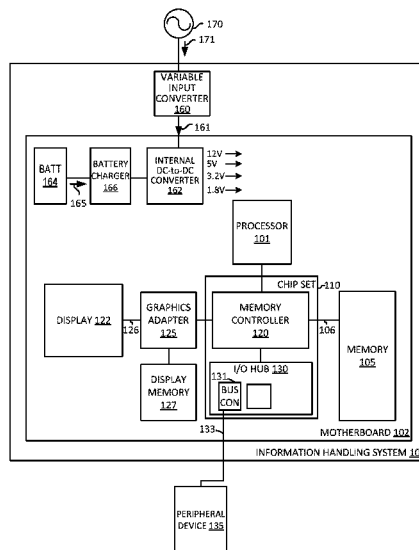 170
171
VARIABLE
INPUT
CONVERTER
160
161
BATT
164
165
BATTERY
CHARGER
166
INTERNAL
DC-to-DC
CONVERTER
162
12V
5V
3.2V
1.8V
PROCESSOR
101
CHIP SET
110
DISPLAY 122
126
GRAPHICS
ADAPTER
125
MEMORY
CONTROLLER
120
106
MEMORY
105
DISPLAY
MEMORY
127
I/O HUB 130
131
BUS
CON
133
MOTHERBOARD 102
INFORMATION HANDLING SYSTEM
PERIPHERAL
DEVICE 135